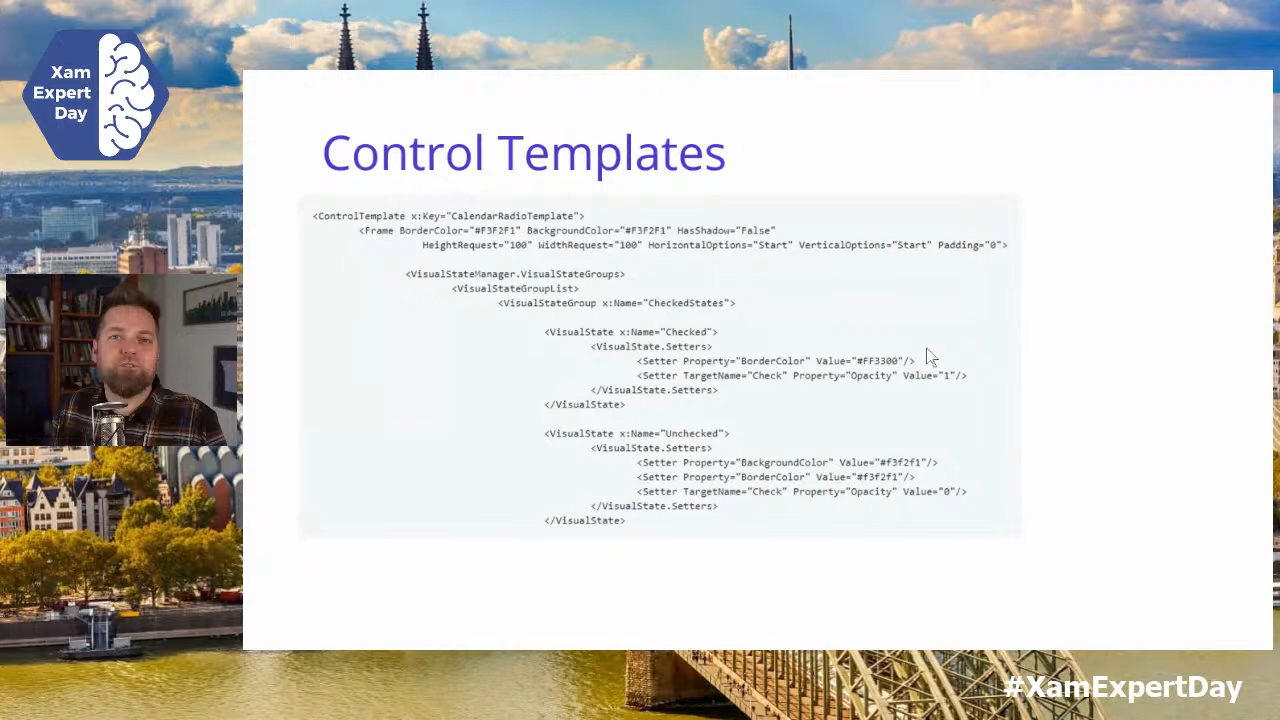 Xam
Expert
Day
Control Templates
<ControlTemplate x:Key="CalendarRadioTemplate">
<Frame BorderColor="#F3F2F1" BackgroundColor="#F3F2F1" HasShadow="False"
HeightRequest="100" WidthRequest="100" HorizontalOptions="Start" VerticalOptions="Start" Padding="0">
<VisualStateManager.VisualStateGroups>
<VisualStateGroupList>
<VisualStateGroup x:Name="CheckedStates">
<VisualState x:Name="Checked">
<VisualState.Setters>
<Setter Property="BorderColor" Value="#FF3300"/>
<Setter TargetName="Check" Property="Opacity" Value="1"/>
</VisualState.Setters>
</VisualState>
<VisualState x:Name="Unchecked">
<VisualState.Setters>
<Setter Property="BackgroundColor" Value="#f3f2f1"/>
<Setter Property="BorderColor" Value="#f3f2f1"/>
<Setter TargetName="Check" Property="Opacity" Value="0"/>
</VisualState.Setters>
</VisualState>
#XamExpertDay